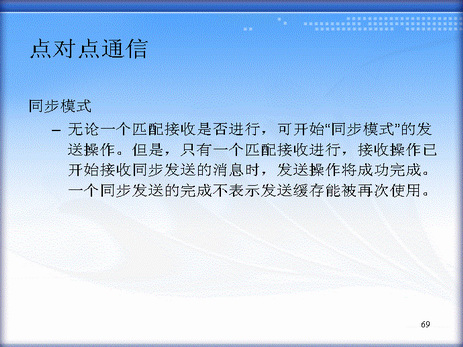 点对点通信
同步模式
– 无论一个匹配接收是否进行，可开始“同步模式”的发
送操作。但是，只有一个匹配接收进行，接收操作已
开始接收同步发送的消息时，发送操作将成功完成。
一个同步发送的完成不表示发送缓存能被再次使用。
69